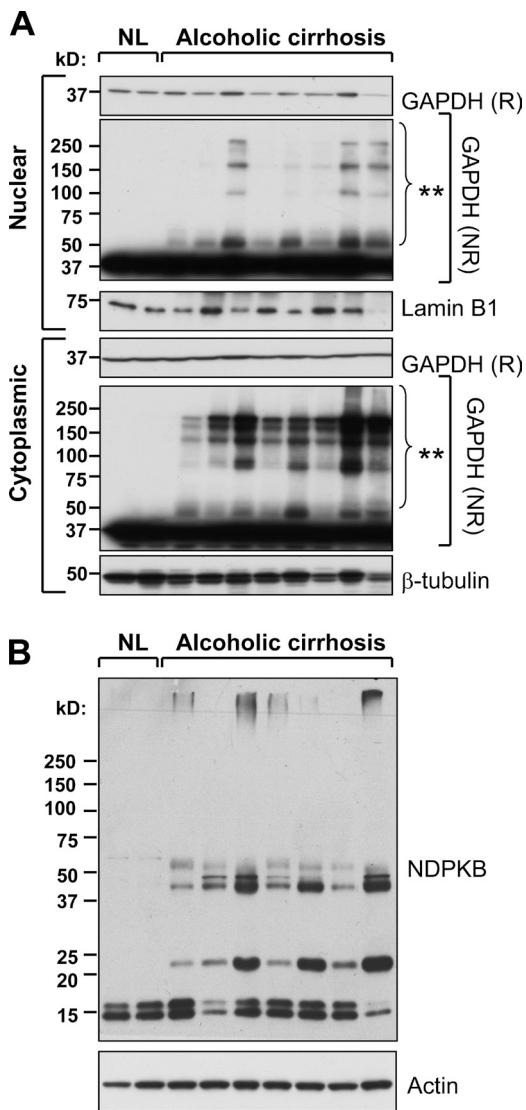 A
NL Alcoholic cirrhosis
kD:
Nuclear
37
GAPDH (R)
250
150
100
75
50
37
**
GAPDH (NR)
75
Lamin B1
Cytoplasmic
37
GAPDH (R)
250
150
100
75
50
37
**
GAPDH (NR)
50
β-tubulin
B
NL Alcoholic cirrhosis
kD:
250
150
100
75
50
37
25
20
15
NDPKB
Actin